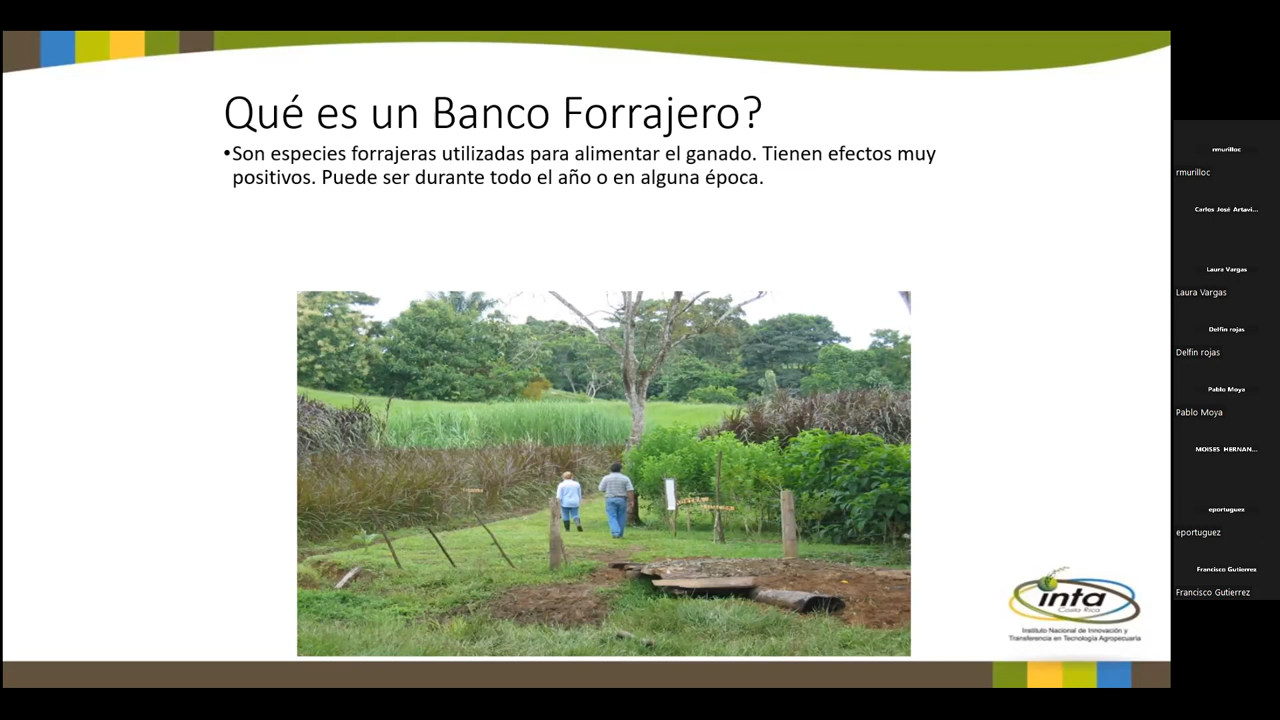 Qué es un Banco Forrajero?
•Son especies forrajeras utilizadas para alimentar el ganado. Tienen efectos muy
positivos. Puede ser durante todo el año o en alguna época.
inta
Costa Rica
Instituto Nacional de Innovación y
Transferencia en Tecnología Agropecuaria
rmurilloc
rmurilloc
Carlos José Artavi...
Laura Vargas
Laura Vargas
Delfin rojas
Delfin rojas
Pablo Moya
Pablo Moya
MOISES HERNAN...
eportuguez
eportuguez
Francisco Gutierrez
Francisco Gutierrez